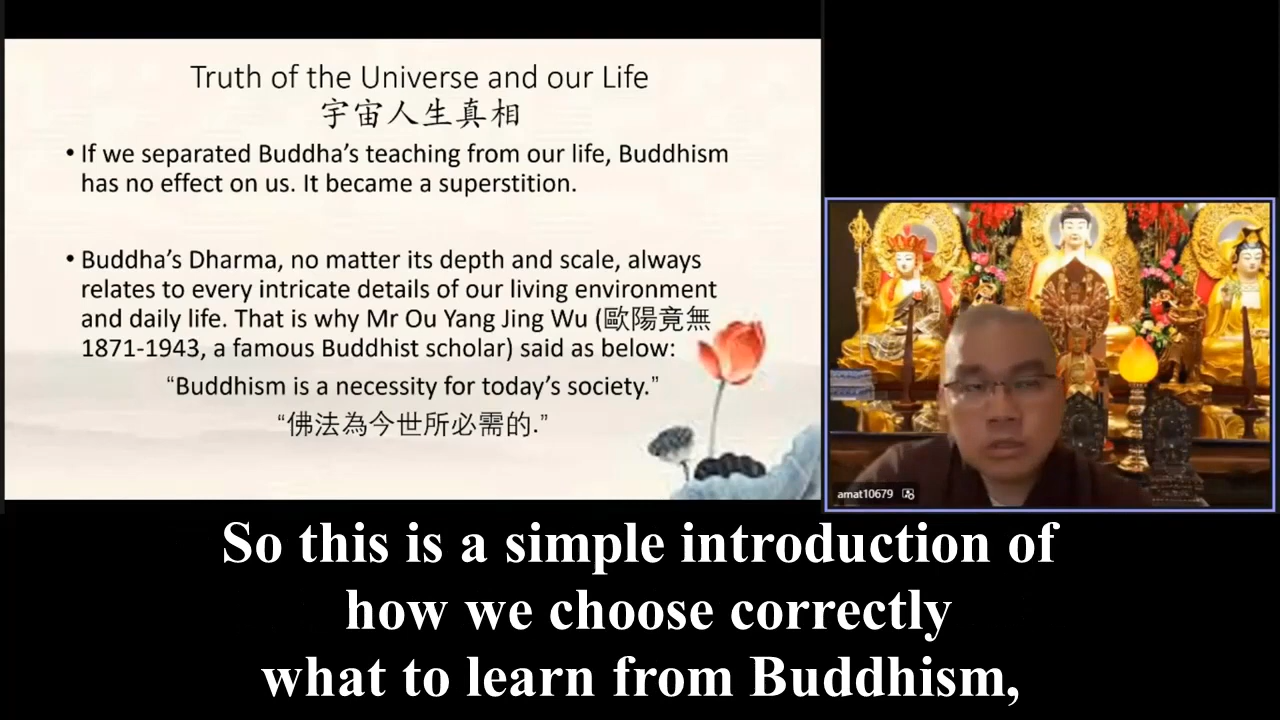 Truth of the Universe and our Life
宇宙人生真相
• If we separated Buddha's teaching from our life, Buddhism
has no effect on us. It became a superstition.
• Buddha's Dharma, no matter its depth and scale, always
relates to every intricate details of our living environment
and daily life. That is why Mr Ou Yang Jing Wu (歐陽竟無
1871-1943, a famous Buddhist scholar) said as below:
“Buddhism is a necessity for today's society.”
“佛法為今世所必需的.”
amat10679
So this is a simple introduction of
how we choose correctly
what to learn from Buddhism,